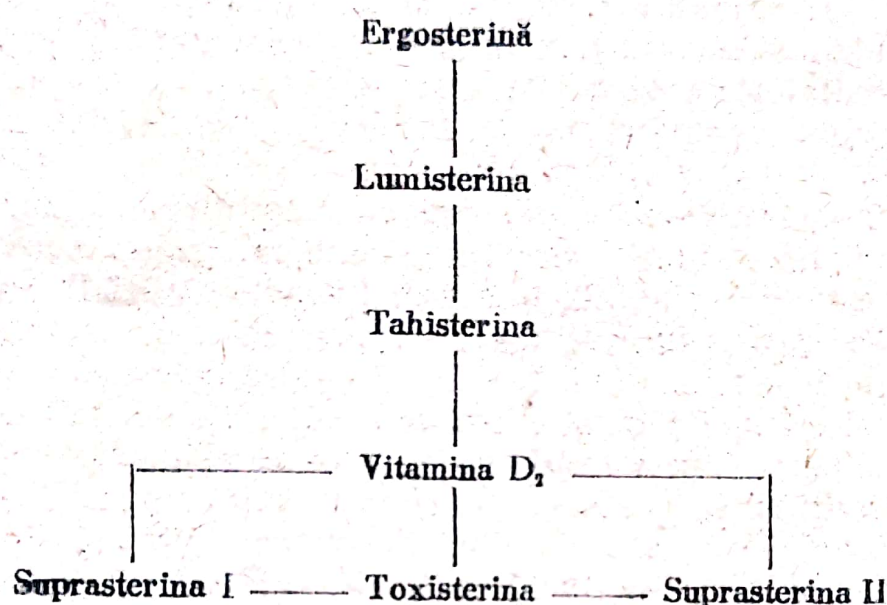 Ergosterină
Lumisterina
Tahisterina
Vitamina D₂
Suprasterina I Toxisterina Suprasterina II